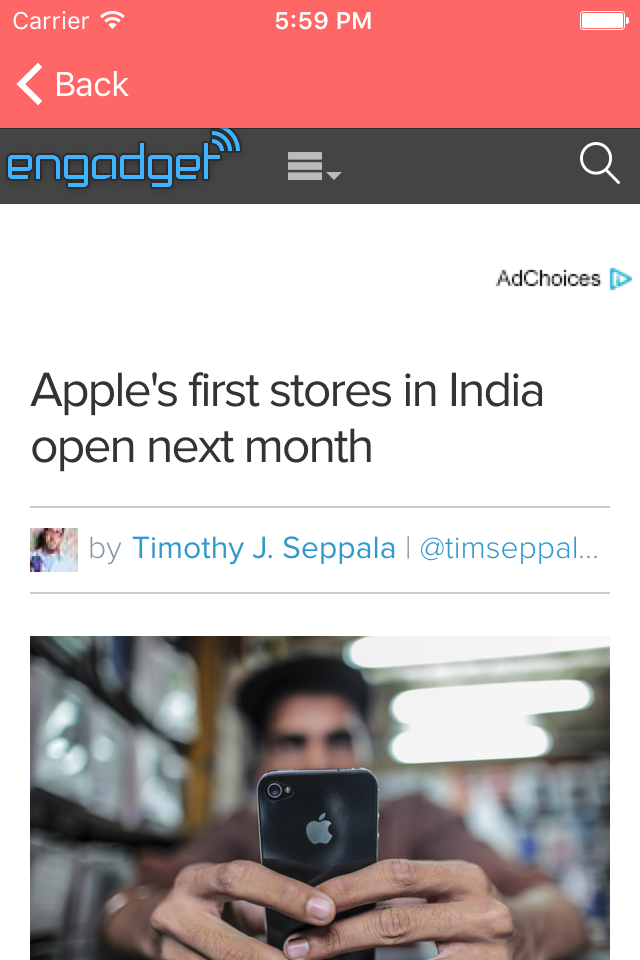 Carrier 5:59 PM
Back
engadget
AdChoices
Apple's first stores in India
open next month
by Timothy J. Seppala | @timseppal...